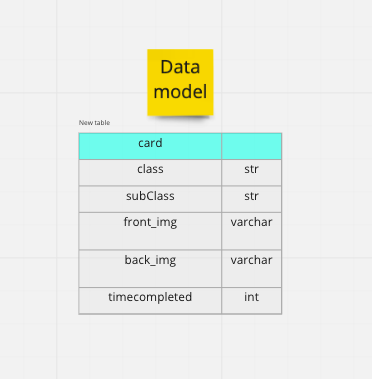 Data
model
New table
card
class str
subClass str
front_img varchar
back_img varchar
timecompleted int